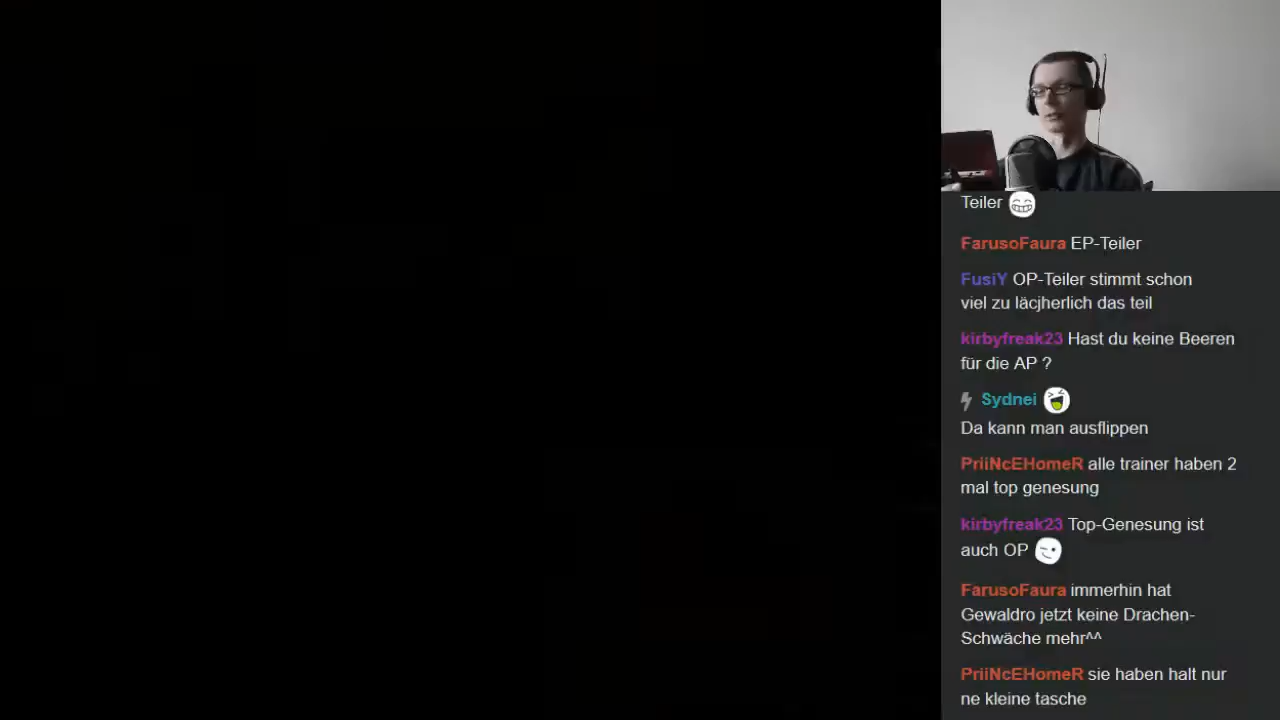 Teiler
FarusoFaura EP-Teiler
FusiY OP-Teiler stimmt schon
viel zu läcjherlich das teil
kirbyfreak23 Hast du keine Beeren
für die AP ?
Sydnei
Da kann man ausflippen
PriiNcEHomeR alle trainer haben 2
mal top genesung
kirbyfreak23 Top-Genesung ist
auch OP
FarusoFaura immerhin hat
Gewaldro jetzt keine Drachen-
Schwäche mehr^^
PriiNcEHomeR sie haben halt nur
ne kleine tasche